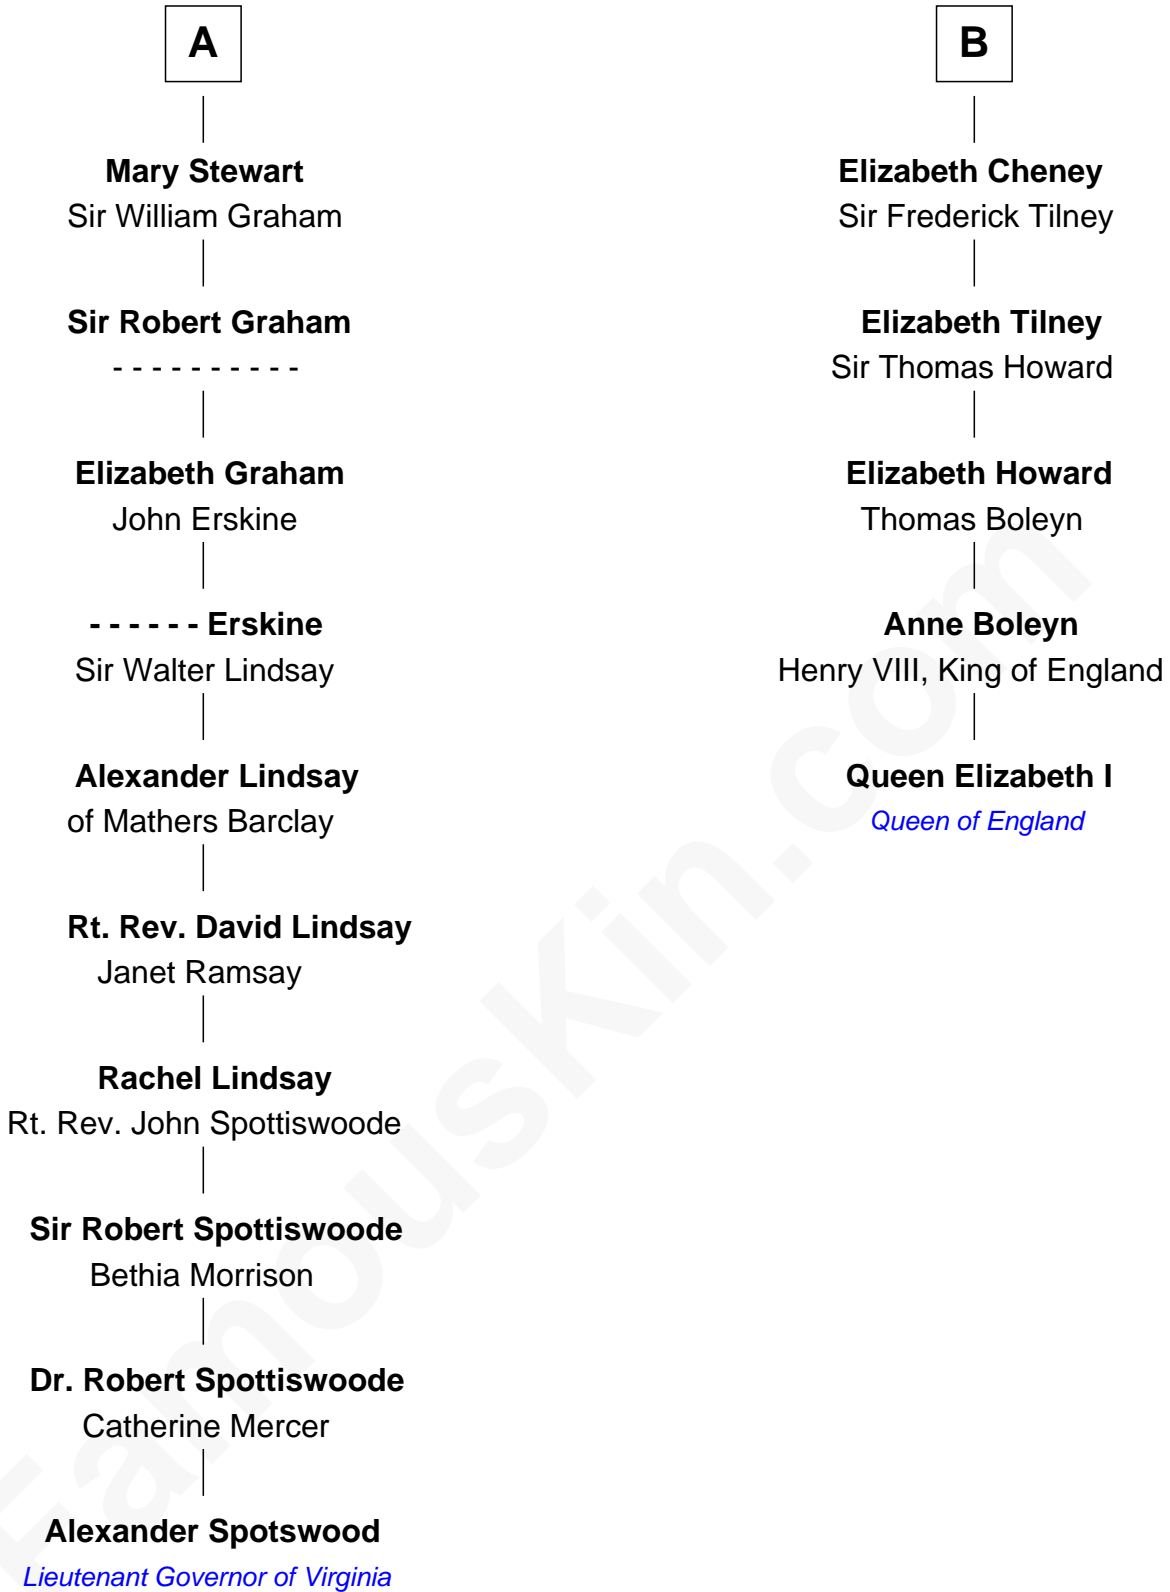 A
Mary Stewart
Sir William Graham
Sir Robert Graham
- - - - - - - - - -
Elizabeth Graham
John Erskine
- - - - - - Erskine
Sir Walter Lindsay
Alexander Lindsay
of Mathers Barclay
Rt. Rev. David Lindsay
Janet Ramsay
Rachel Lindsay
Rt. Rev. John Spottiswoode
Sir Robert Spottiswoode
Bethia Morrison
Dr. Robert Spottiswoode
Catherine Mercer
Alexander Spotswood
Lieutenant Governor of Virginia
B
Elizabeth Cheney
Sir Frederick Tilney
Elizabeth Tilney
Sir Thomas Howard
Elizabeth Howard
Thomas Boleyn
Anne Boleyn
Henry VIII, King of England
Queen Elizabeth I
Queen of England
FamousKin.com